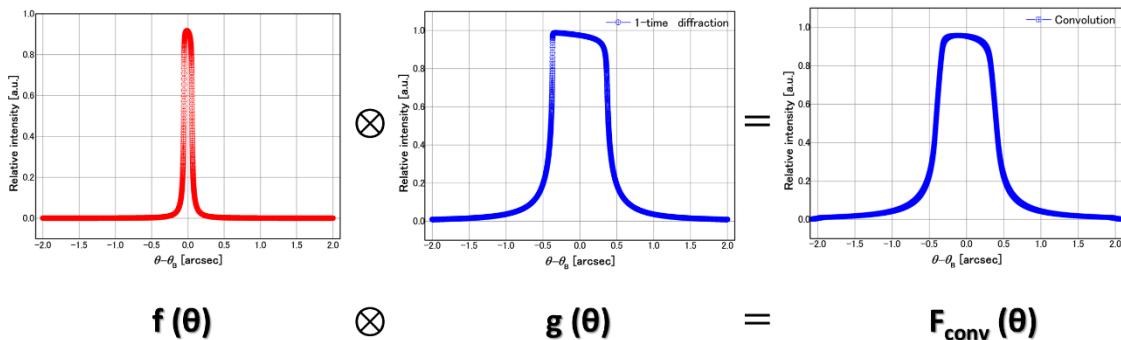 Relative intensity [a.u.]
1.0
0.8
0.6
0.4
0.2
0.0
-2.0 -1.5 -1.0 -0.5 0.0 0.5 1.0 1.5 2.0
θ-θB [arcsec]
⊗
Relative intensity [a.u.]
1-time diffraction
1.0
0.8
0.6
0.4
0.2
0.0
-2.0 -1.5 -1.0 -0.5 0.0 0.5 1.0 1.5 2.0
θ-θB [arcsec]
=
Relative intensity [a.u.]
Convolution
1.0
0.8
0.6
0.4
0.2
0.0
-2.0 -1.5 -1.0 -0.5 0.0 0.5 1.0 1.5 2.0
θ-θB [arcsec]
f (θ) ⊗ g (θ) = Fconv (θ)